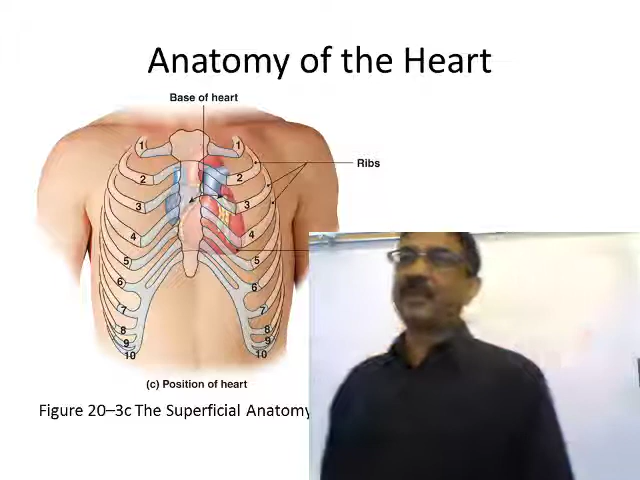 Anatomy of the Heart
Base of heart
Ribs
1 1
2 2
3 3
4 4
5 5
6 6
7 7
8 8
9 9
10 10
(c) Position of heart
Figure 20–3c The Superficial Anatomy